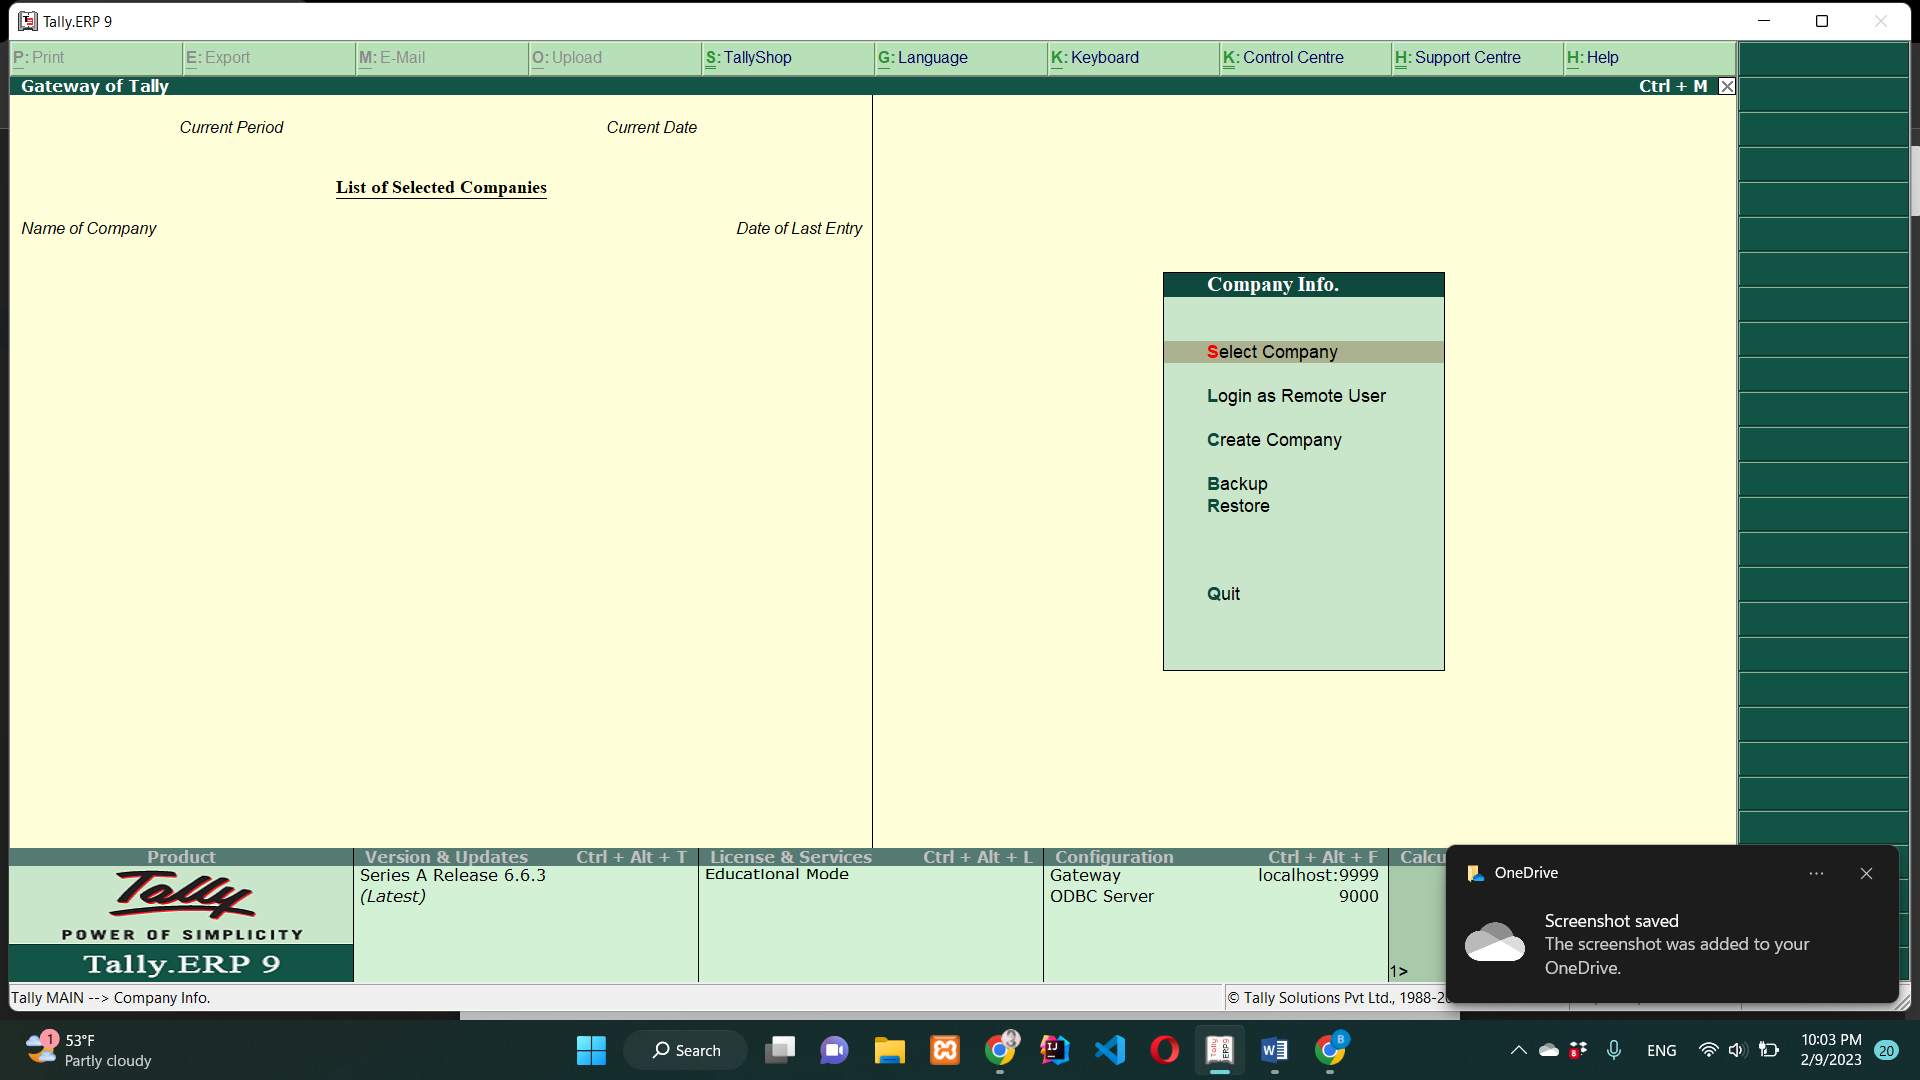 Tally.ERP 9
P: Print
E: Export
M: E-Mail
O: Upload
S: TallyShop
G: Language
K: Keyboard
K: Control Centre
H: Support Centre
H: Help
Gateway of Tally
Ctrl + M
Current Period
Current Date
List of Selected Companies
Name of Company
Date of Last Entry
Company Info.
Select Company
Login as Remote User
Create Company
Backup
Restore
Quit
Product
Version & Updates
Ctrl + Alt + T
License & Services
Ctrl + Alt + L
Configuration
Ctrl + Alt + F
Calcu
Tally
POWER OF SIMPLICITY
Tally.ERP 9
Series A Release 6.6.3
(Latest)
Educational Mode
Gateway
localhost:9999
ODBC Server
9000
1>
OneDrive
Screenshot saved
The screenshot was added to your
OneDrive.
Tally MAIN --> Company Info.
© Tally Solutions Pvt Ltd., 1988-20
1
53°F
Partly cloudy
Search
ENG
10:03 PM
2/9/2023
20